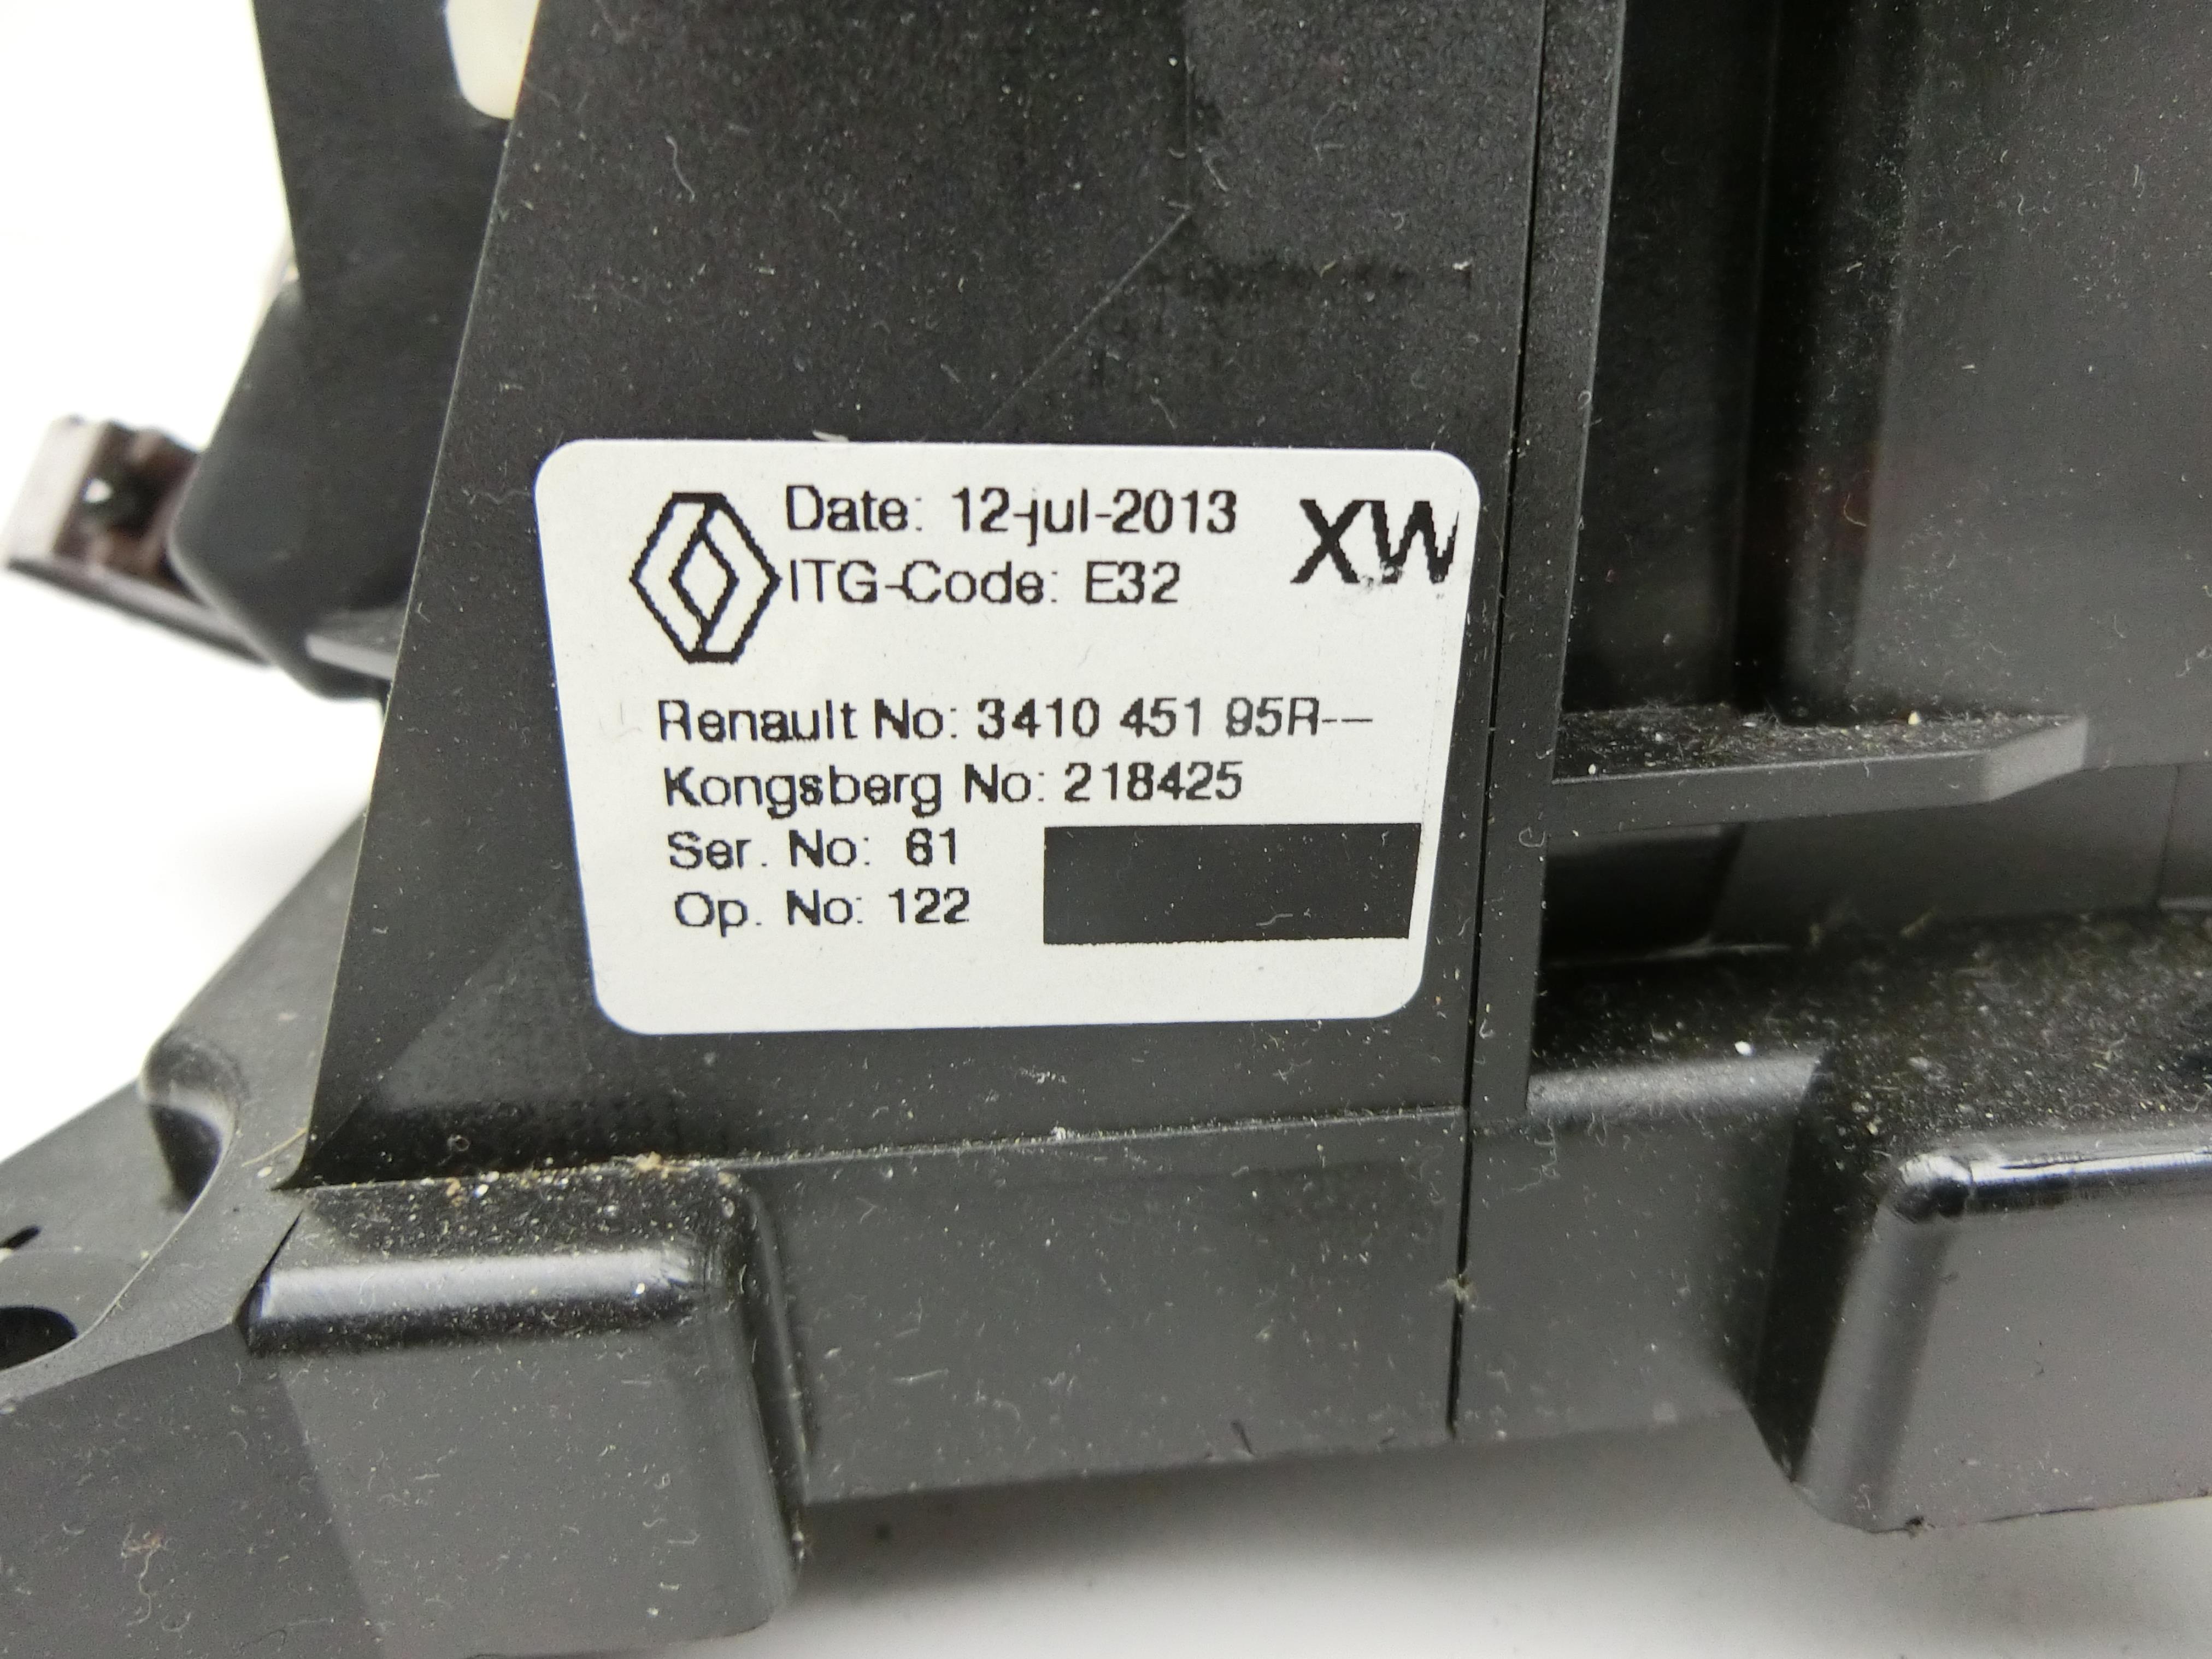 Date: 12-jul-2013 XW
ITG-Code: E32
Renault No: 3410 451 95R--
Kongsberg No: 218425
Ser. No: 61
Op. No: 122